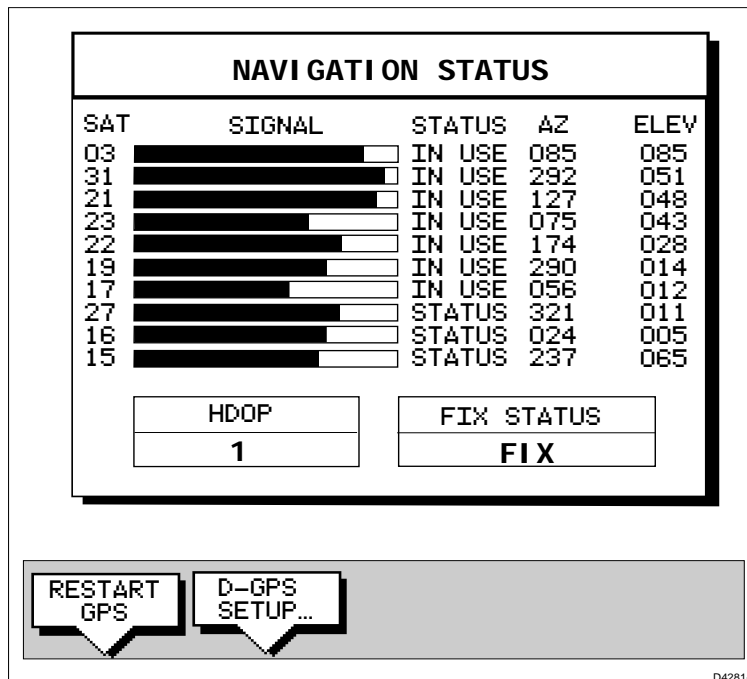 NAVIGATION STATUS
SAT SIGNAL STATUS AZ ELEV
03 IN USE 085 085
31 IN USE 292 051
21 IN USE 127 048
23 IN USE 075 043
22 IN USE 174 028
19 IN USE 290 014
17 IN USE 056 012
27 STATUS 321 011
16 STATUS 024 005
15 STATUS 237 065
HDOP FIX STATUS
1 FIX
RESTART GPS
D-GPS SETUP...
D4281